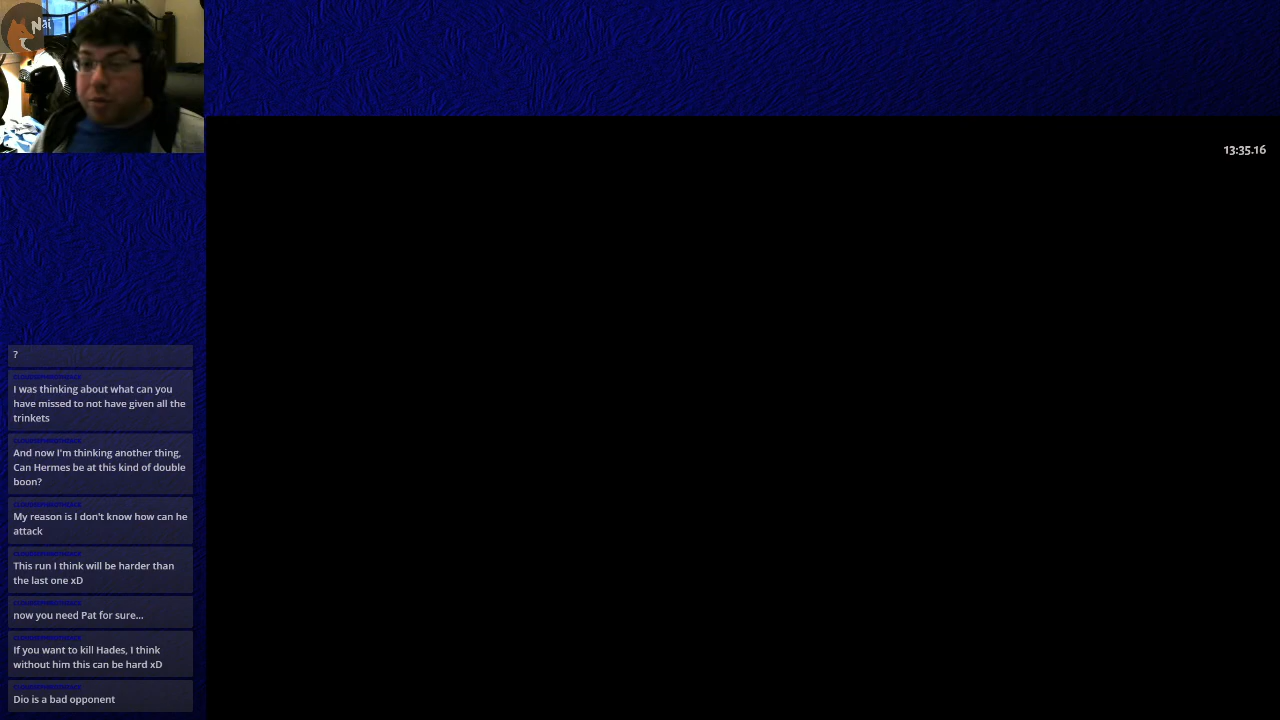 Nai
13:35.16
?
I was thinking about what can you
have missed to not have given all the
trinkets
And now I'm thinking another thing,
Can Hermes be at this kind of double
boon?
My reason is I don't know how can he
attack
This run I think will be harder than
the last one xD
now you need Pat for sure...
If you want to kill Hades, I think
without him this can be hard xD
Dio is a bad opponent